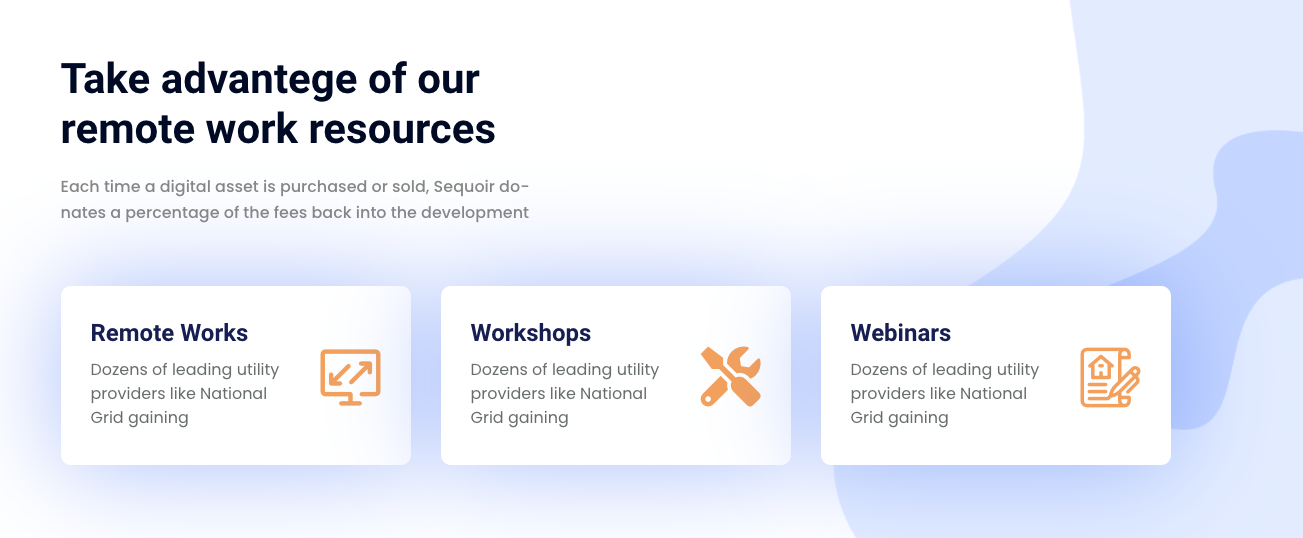 Take advantege of our
remote work resources
Each time a digital asset is purchased or sold, Sequoir do-
nates a percentage of the fees back into the development
Remote Works
Dozens of leading utility
providers like National
Grid gaining
Workshops
Dozens of leading utility
providers like National
Grid gaining
Webinars
Dozens of leading utility
providers like National
Grid gaining